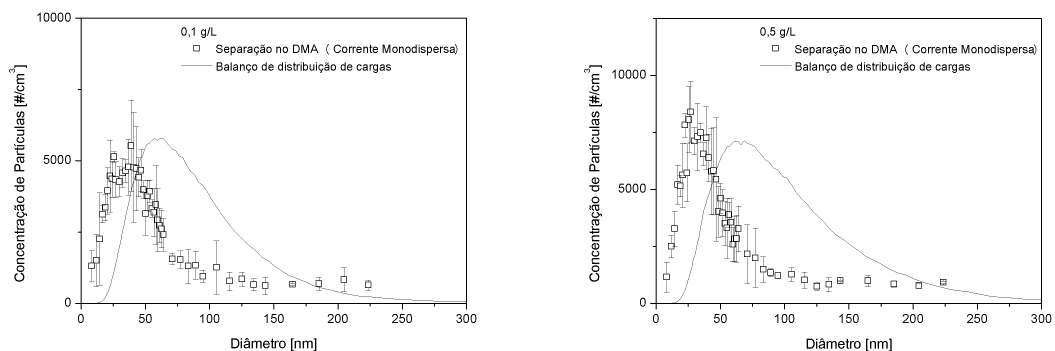 0,1 g/L
Separação no DMA ( Corrente Monodispersa)
Balanço de distribuição de cargas
Concentração de Partículas [#/cm³]
10000
5000
0
0 50 100 150 200 250 300
Diâmetro [nm]
0,5 g/L
Separação no DMA ( Corrente Monodispersa)
Balanço de distribuição de cargas
Concentração de Partículas [#/cm³]
10000
5000
0
0 50 100 150 200 250 300
Diâmetro [nm]